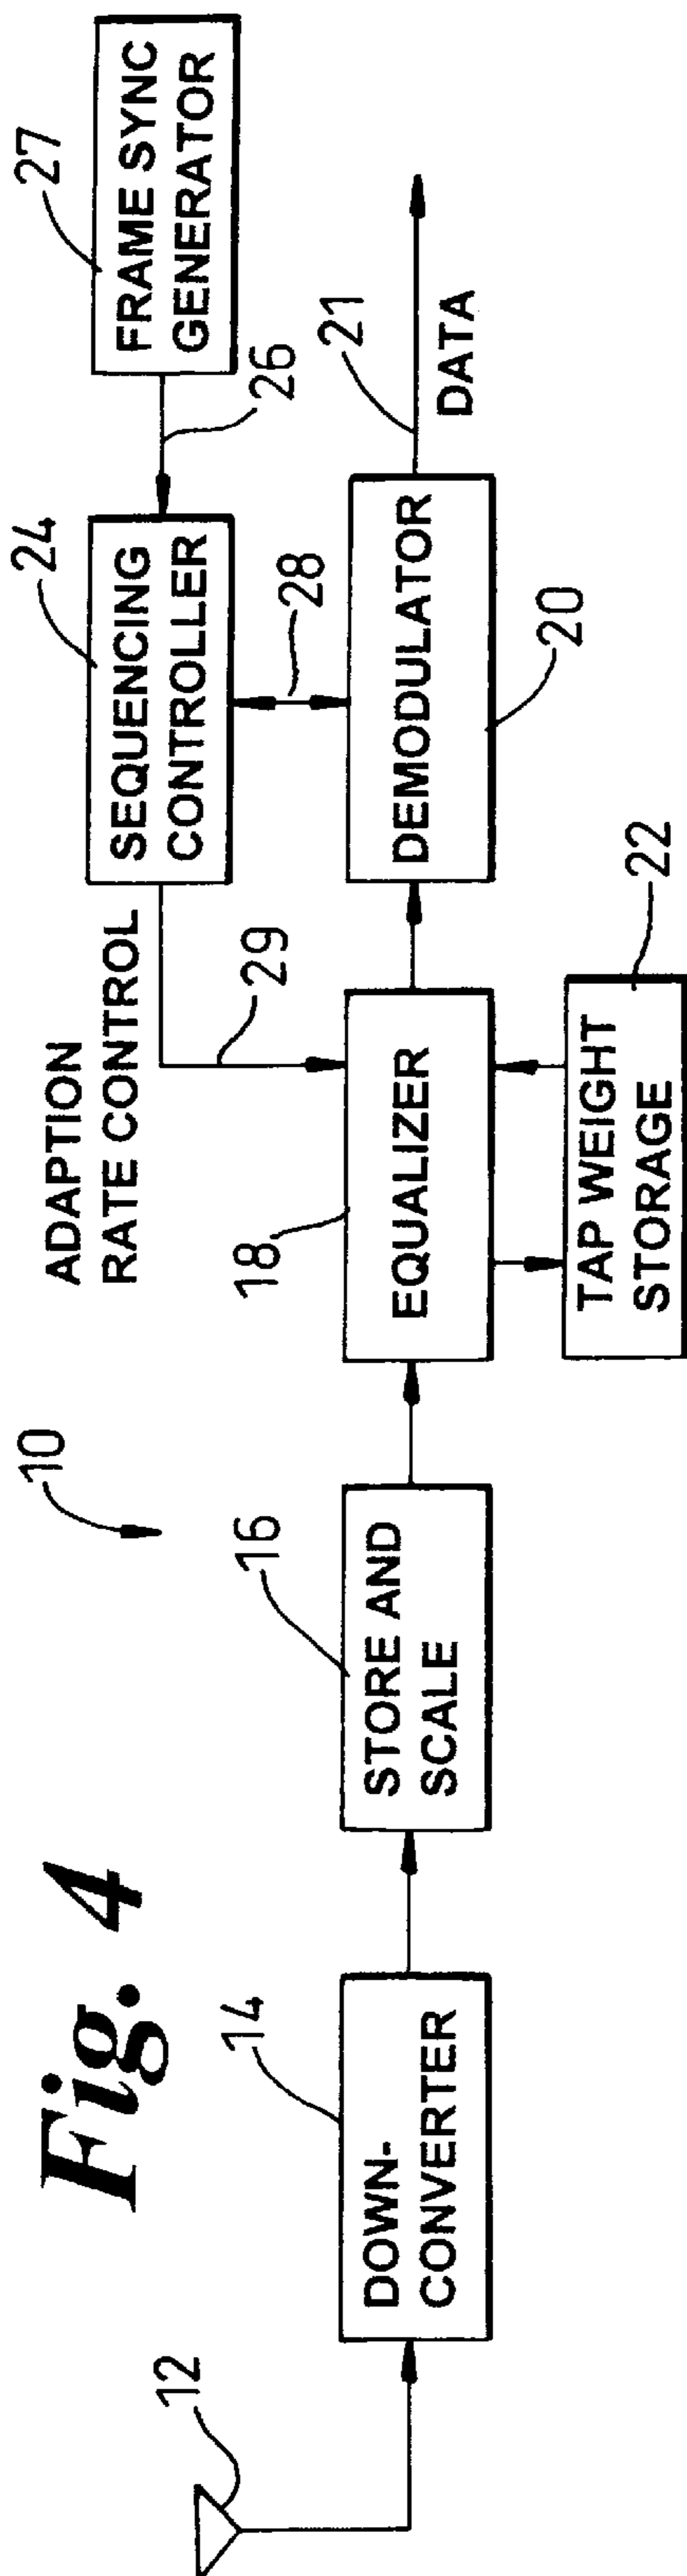 Fig. 4
10
12
14
DOWN-
CONVERTER
16
STORE AND
SCALE
18
EQUALIZER
ADAPTION
RATE CONTROL
29
TAP WEIGHT
STORAGE
22
24
SEQUENCING
CONTROLLER
28
DEMODULATOR
20
26
27
FRAME SYNC
GENERATOR
21
DATA